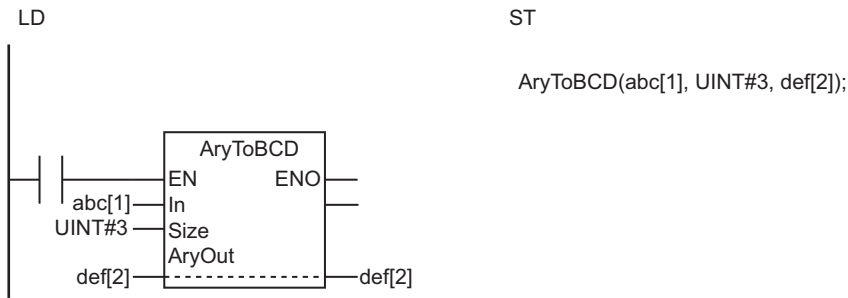 LD
ST
AryToBCD(abc[1], UINT#3, def[2]);
AryToBCD
EN ENO
abc[1] In
UINT#3 Size
AryOut
def[2] def[2]